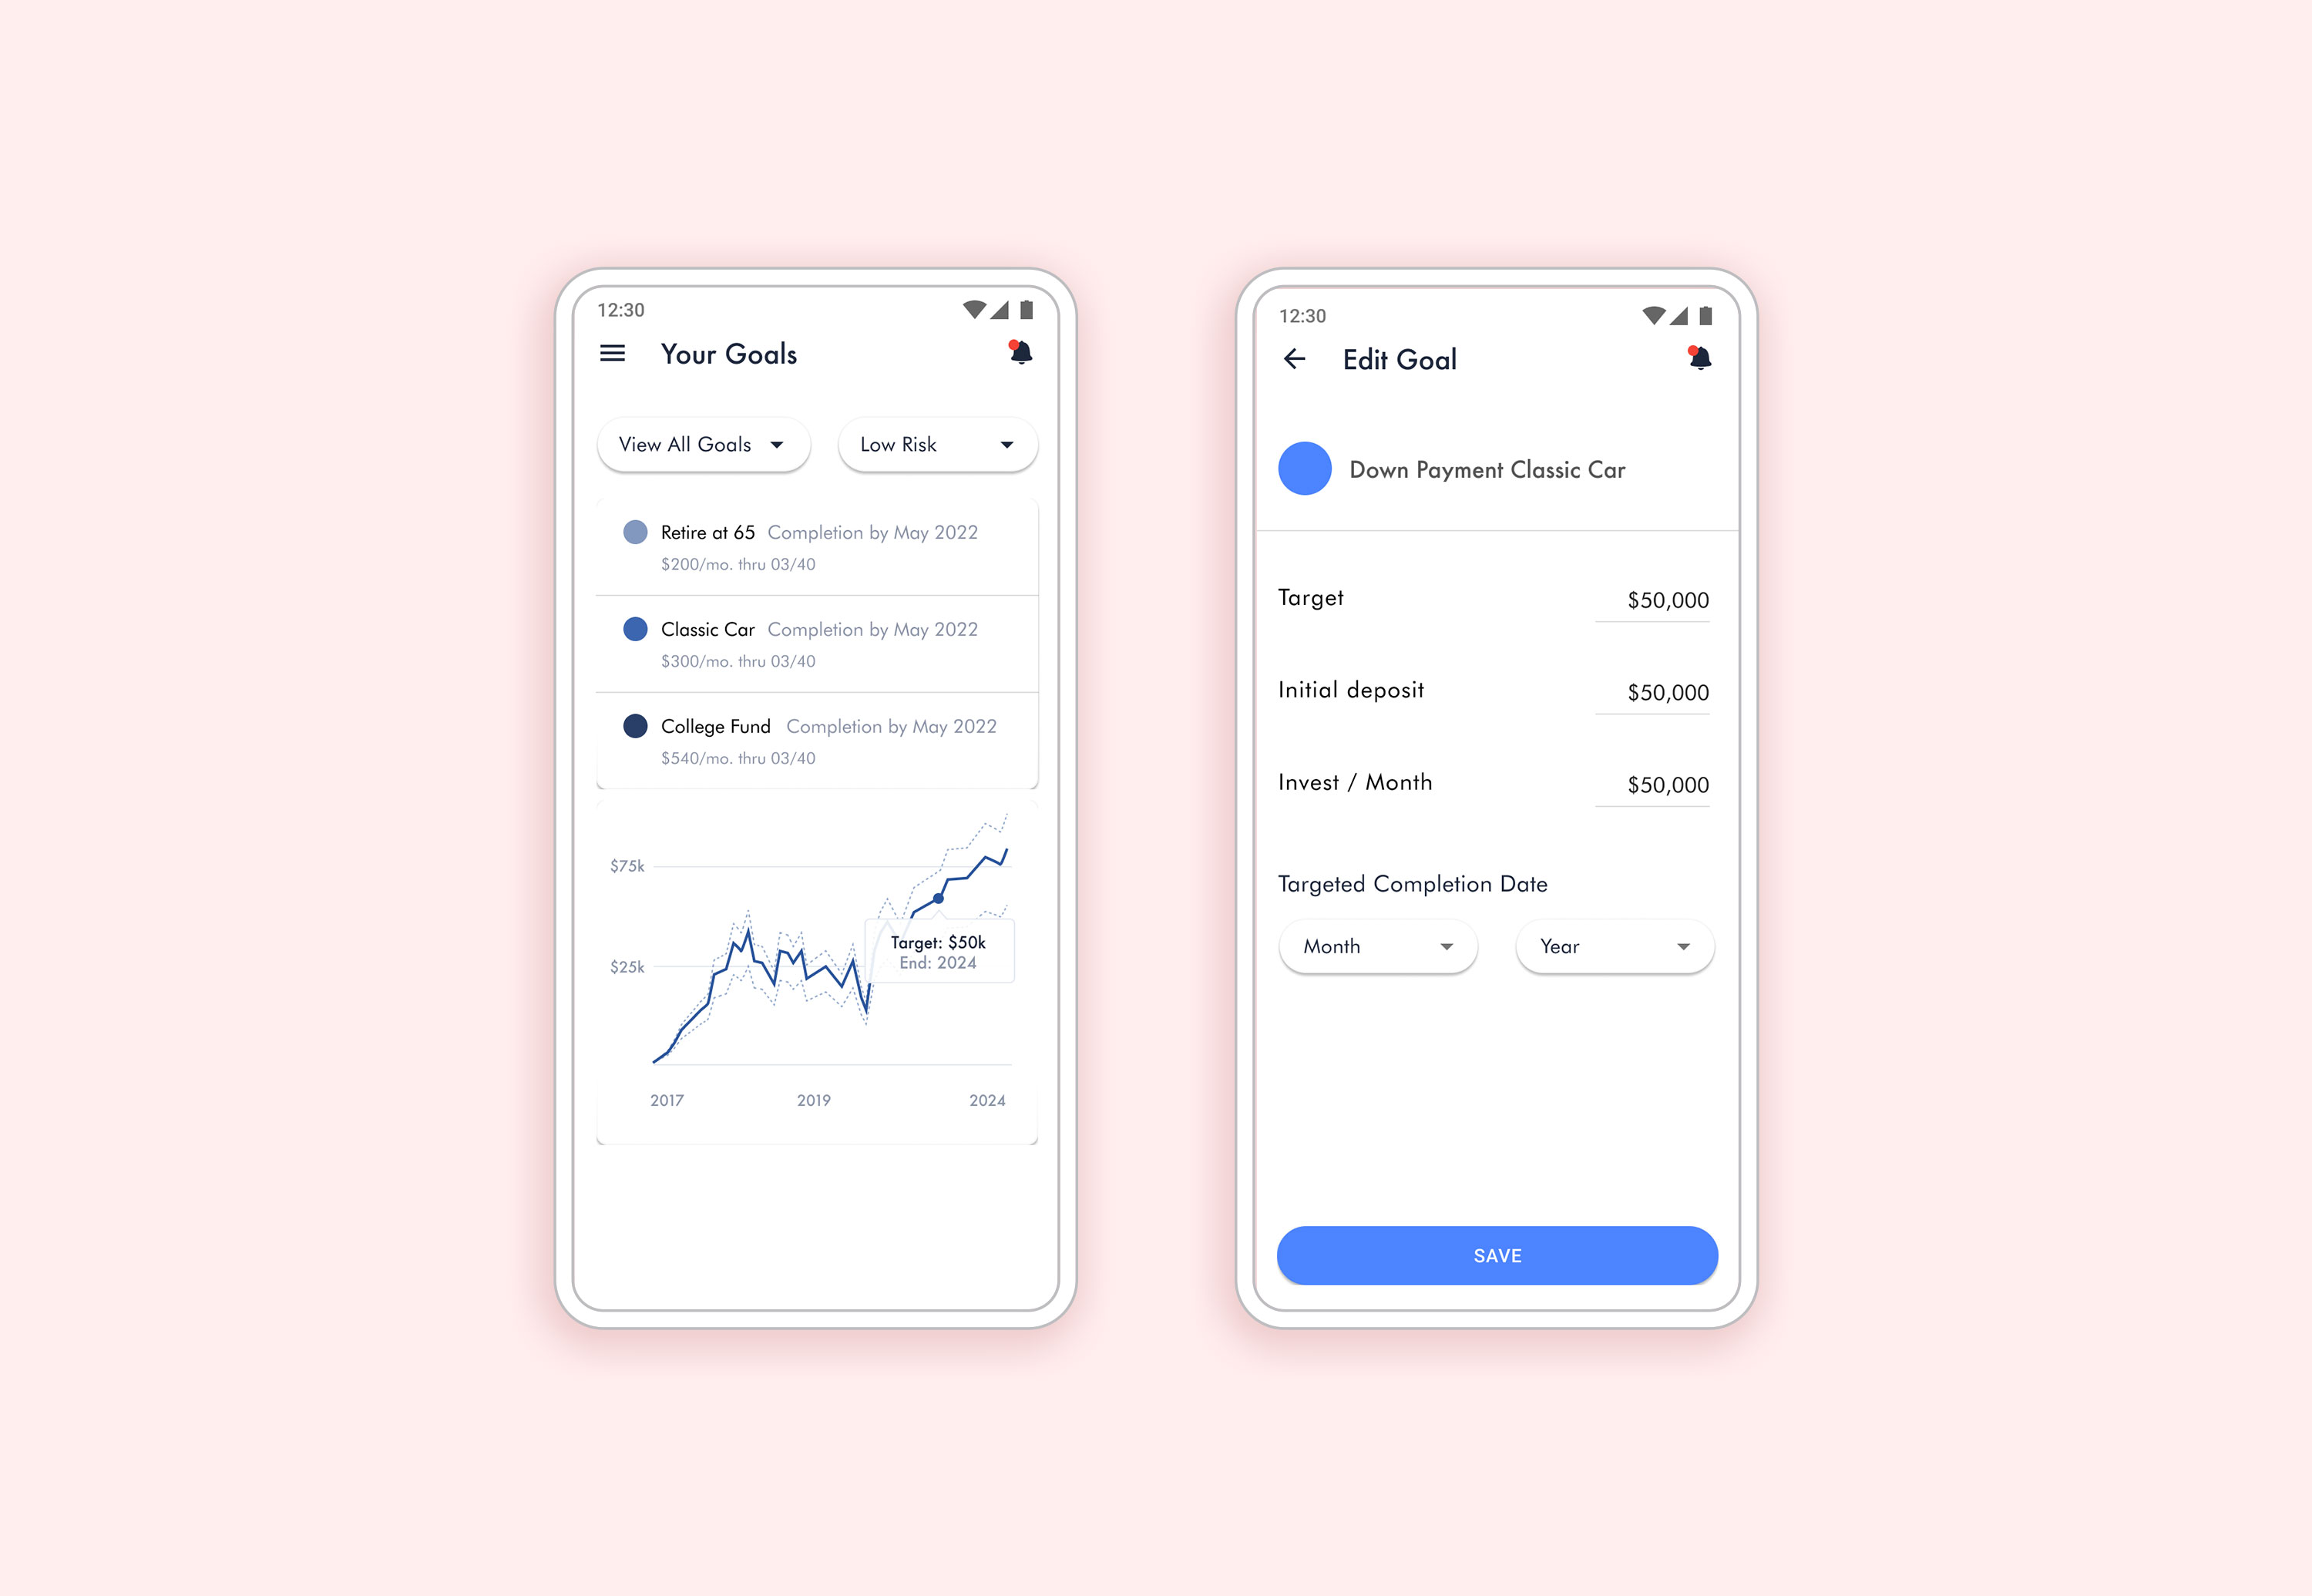 12:30
Your Goals
View All Goals
Low Risk
Retire at 65 Completion by May 2022
$200/mo. thru 03/40
Classic Car Completion by May 2022
$300/mo. thru 03/40
College Fund Completion by May 2022
$540/mo. thru 03/40
$75k
$25k
Target: $50k
End: 2024
2017 2019 2024
12:30
Edit Goal
Down Payment Classic Car
Target $50,000
Initial deposit $50,000
Invest / Month $50,000
Targeted Completion Date
Month
Year
SAVE